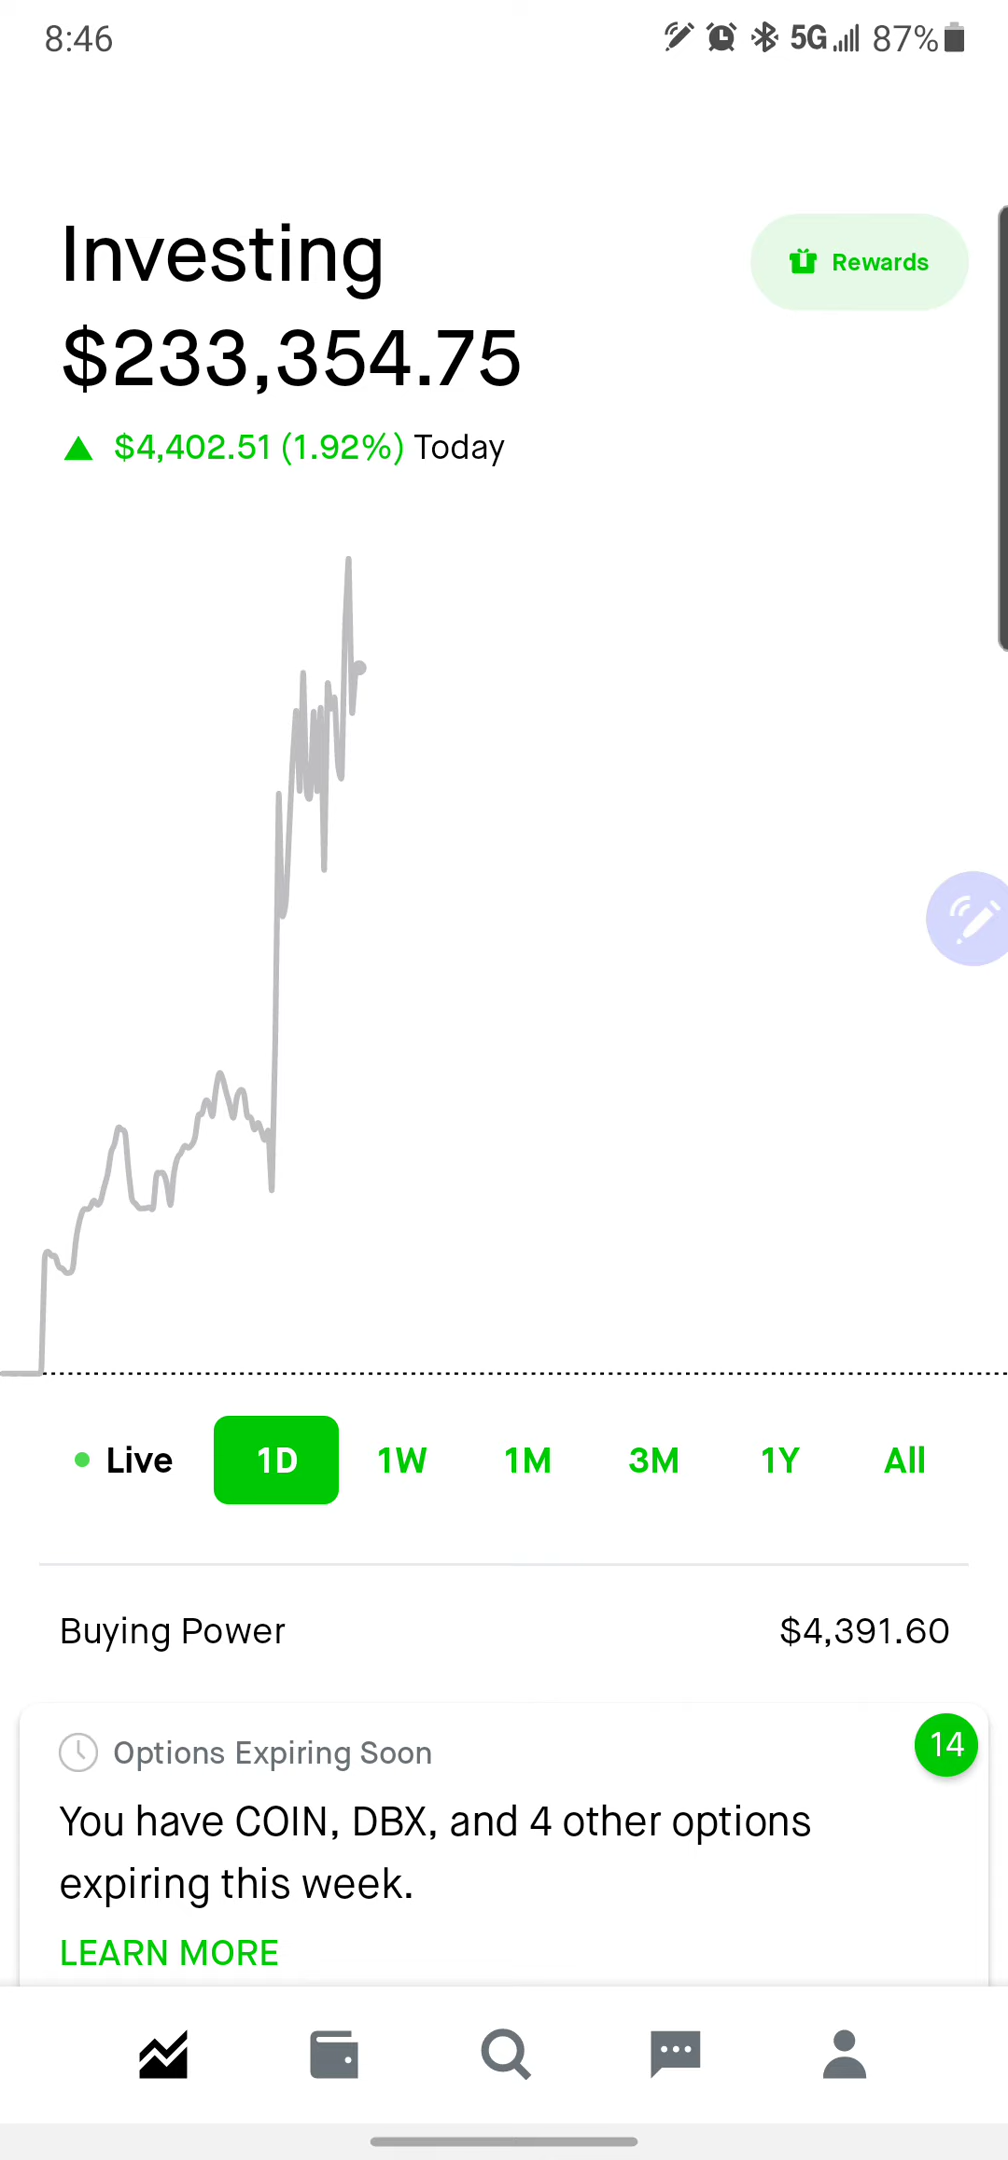 8:46
5G 87%
Investing
Rewards
$233,354.75
$4,402.51 (1.92%) Today
Live 1D 1W 1M 3M 1Y All
Buying Power $4,391.60
Options Expiring Soon 14
You have COIN, DBX, and 4 other options
expiring this week.
LEARN MORE